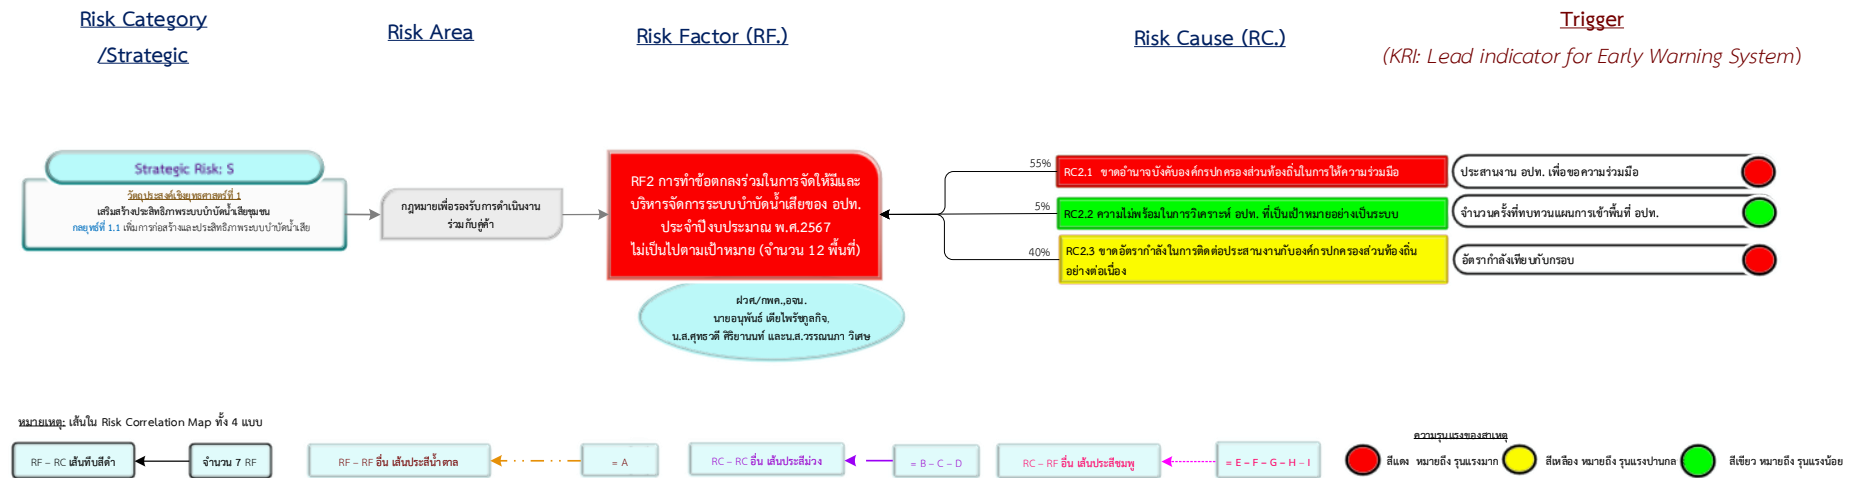 Risk Category
/Strategic
Risk Area
Risk Factor (RF.)
Risk Cause (RC.)
Trigger
(KRI: Lead indicator for Early Warning System)
Strategic Risk: S
วัตถุประสงค์เชิงยุทธศาสตร์ที่ 1
เสริมสร้างประสิทธิภาพระบบบำบัดน้ำเสียชุมชน
กลยุทธ์ที่ 1.1 เพิ่มการก่อสร้างและประสิทธิภาพระบบบำบัดน้ำเสีย
กฎหมายเพื่อรองรับการดำเนินงาน
ร่วมกับคู่ค้า
RF2 การทำข้อตกลงร่วมในการจัดให้มีและ
บริหารจัดการระบบบำบัดน้ำเสียของ อปท.
ประจำปีงบประมาณ พ.ศ.2567
ไม่เป็นไปตามเป้าหมาย (จำนวน 12 พื้นที่)
ฝวศ./กพค.,อจน.
นายอนุพันธ์ เตียไพรัชกูลกิจ,
น.ส.ศุทธวดี ศิริยานนท์ และน.ส.วรรณนภา วิเศษ
55%
RC2.1 ขาดอำนาจบังคับองค์กรปกครองส่วนท้องถิ่นในการให้ความร่วมมือ
ประสานงาน อปท. เพื่อขอความร่วมมือ
5%
RC2.2 ความไม่พร้อมในการวิเคราะห์ อปท. ที่เป็นเป้าหมายอย่างเป็นระบบ
จำนวนครั้งที่ทบทวนแผนการเข้าพื้นที่ อปท.
40%
RC2.3 ขาดอัตรากำลังในการติดต่อประสานงานกับองค์กรปกครองส่วนท้องถิ่น
อย่างต่อเนื่อง
อัตรากำลังเทียบกับกรอบ
หมายเหตุ: เส้นใน Risk Correlation Map ทั้ง 4 แบบ
RF – RC เส้นทึบสีดำ
จำนวน 7 RF
RF – RF อื่น เส้นประสีน้ำตาล
= A
RC – RC อื่น เส้นประสีม่วง
= B – C – D
RC – RF อื่น เส้นประสีชมพู
= E – F – G – H – I
ความรุนแรงของสาเหตุ
สีแดง หมายถึง รุนแรงมาก
สีเหลือง หมายถึง รุนแรงปานกล
สีเขียว หมายถึง รุนแรงน้อย